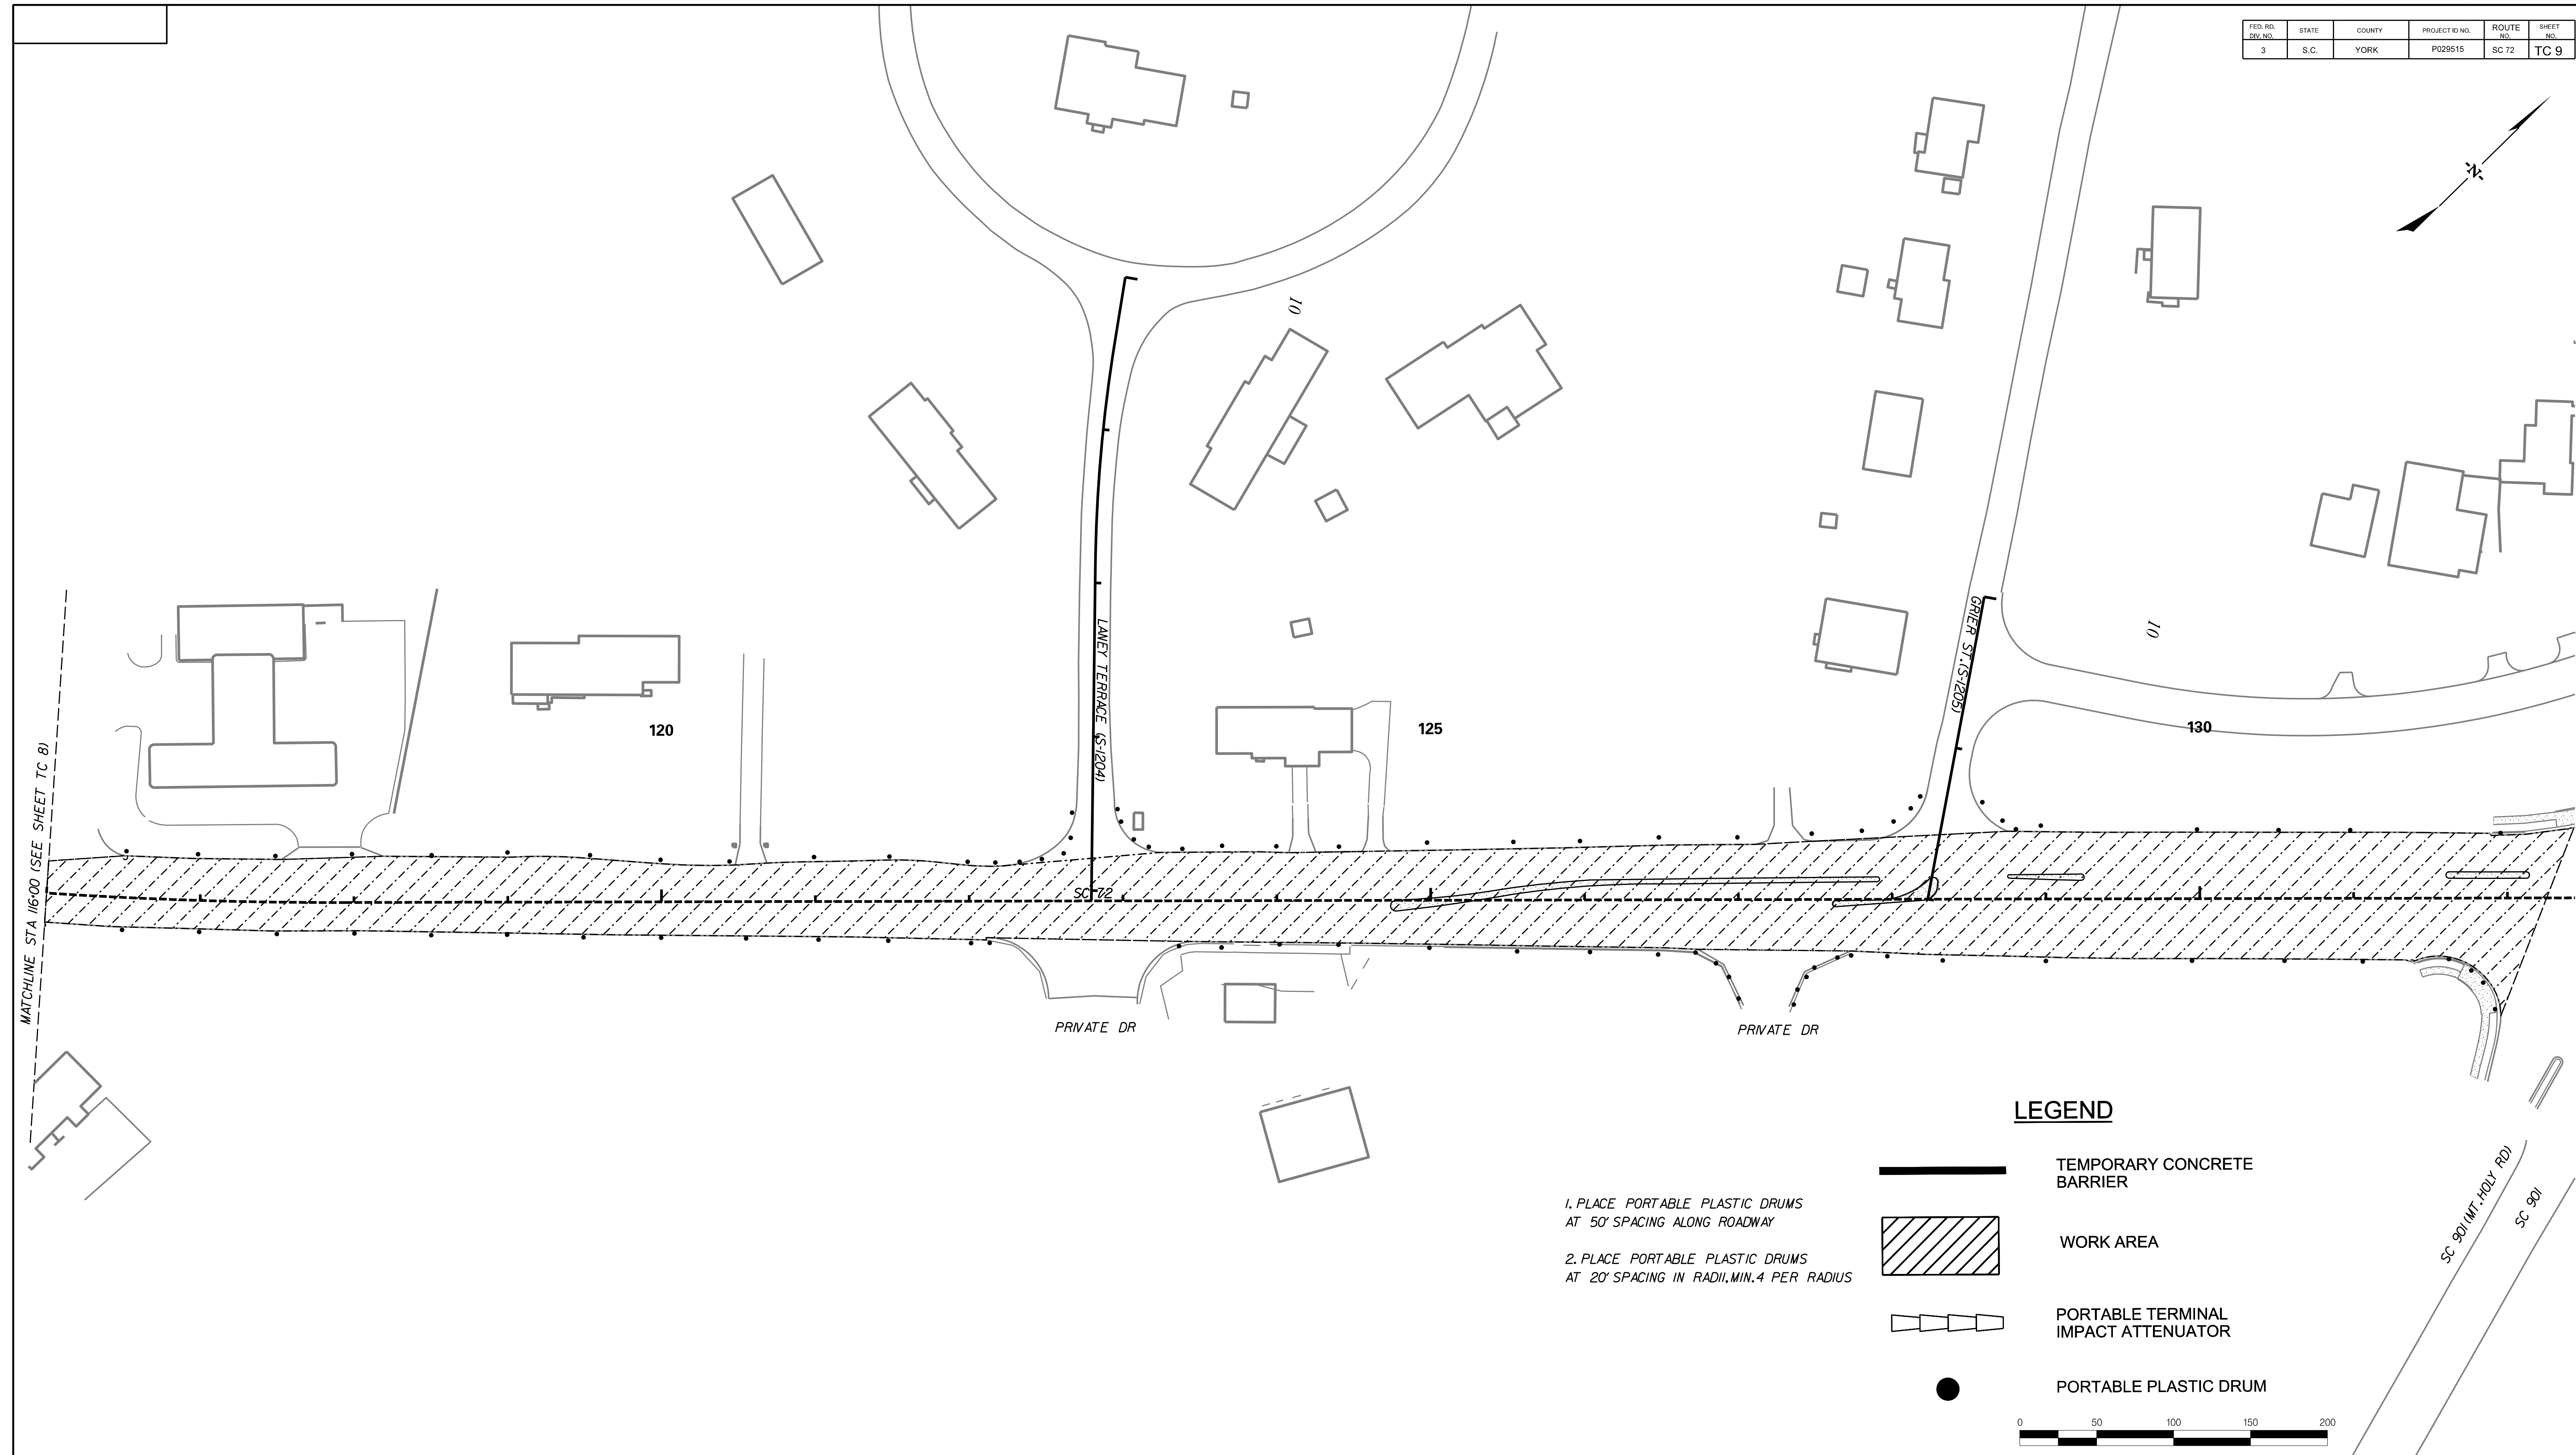 FED. RD. DIV. NO. STATE COUNTY PROJECT ID NO. ROUTE NO. SHEET NO.
3 S.C. YORK P029515 SC 72 TC 9
-N-
10
10
LANEY TERRACE (S-1204)
GRIER ST. (S-1205)
120
125
130
MATCHLINE STA 116+00 (SEE SHEET TC 8)
SC 72
PRIVATE DR
PRIVATE DR
SC 901 (MT. HOLY RD)
SC 901
1. PLACE PORTABLE PLASTIC DRUMS
AT 50' SPACING ALONG ROADWAY
2. PLACE PORTABLE PLASTIC DRUMS
AT 20' SPACING IN RADII, MIN. 4 PER RADIUS
LEGEND
TEMPORARY CONCRETE
BARRIER
WORK AREA
PORTABLE TERMINAL
IMPACT ATTENUATOR
PORTABLE PLASTIC DRUM
0 50 100 150 200